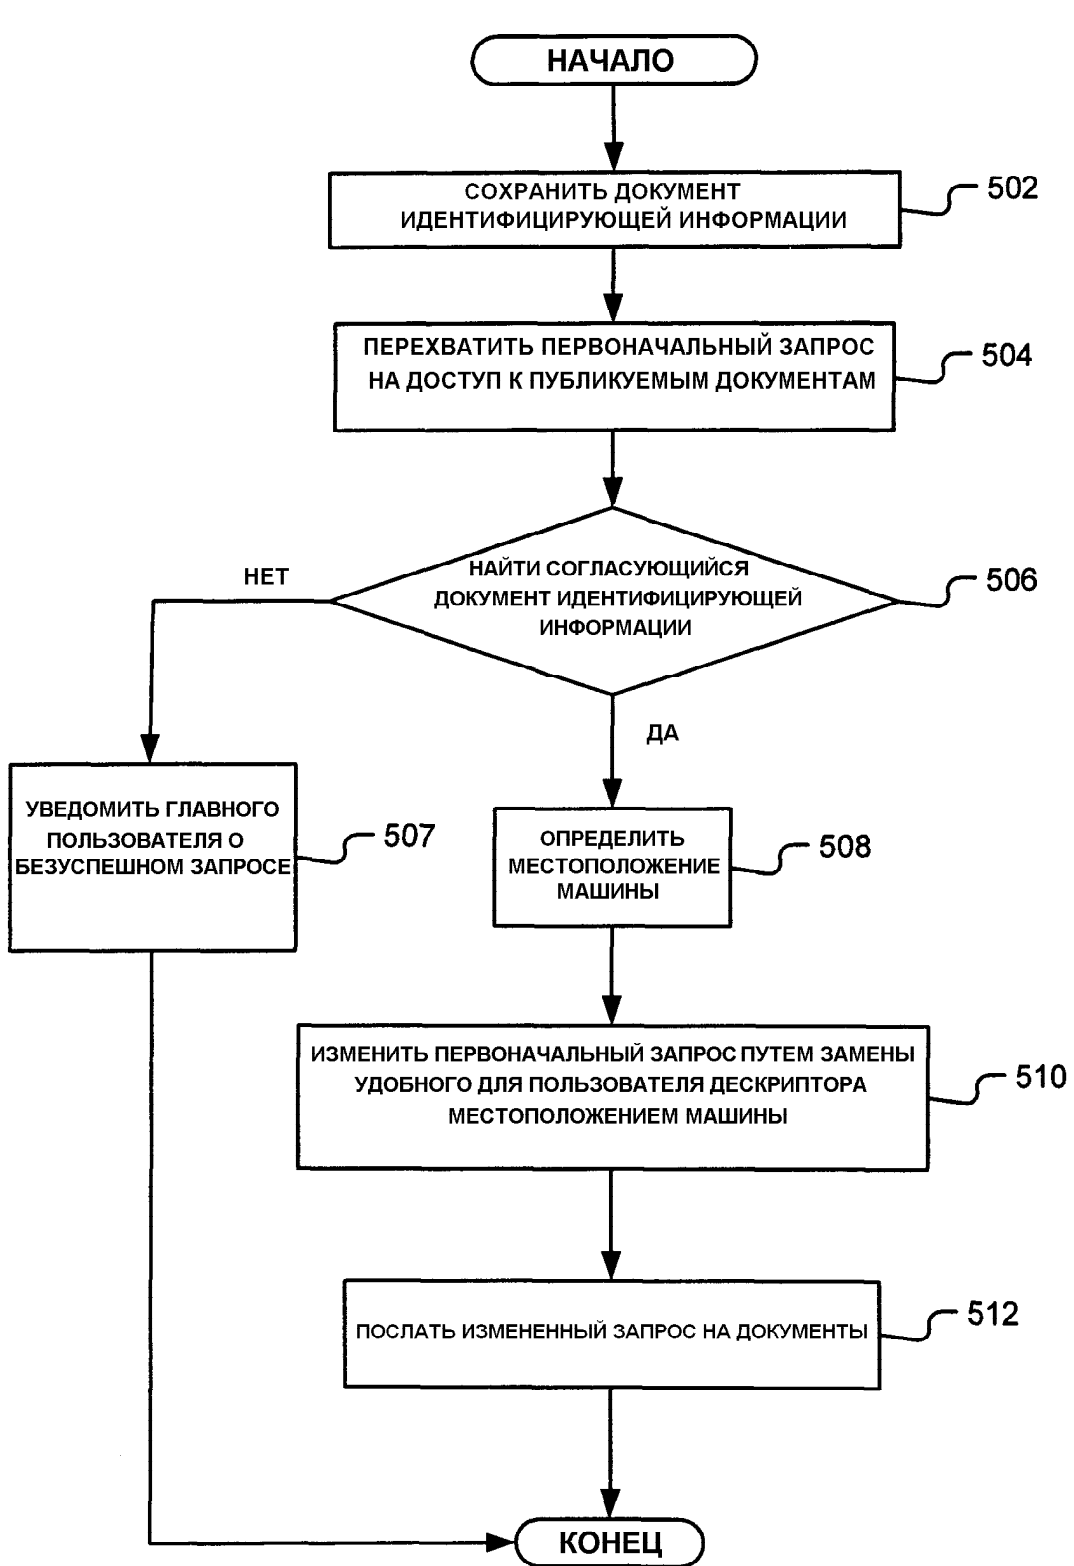 НАЧАЛО
СОХРАНИТЬ ДОКУМЕНТ
ИДЕНТИФИЦИРУЮЩЕЙ ИНФОРМАЦИИ
502
ПЕРЕХВАТИТЬ ПЕРВОНАЧАЛЬНЫЙ ЗАПРОС
НА ДОСТУП К ПУБЛИКУЕМЫМ ДОКУМЕНТАМ
504
НАЙТИ СОГЛАСУЮЩИЙСЯ
ДОКУМЕНТ ИДЕНТИФИЦИРУЮЩЕЙ
ИНФОРМАЦИИ
506
НЕТ
ДА
УВЕДОМИТЬ ГЛАВНОГО
ПОЛЬЗОВАТЕЛЯ О
БЕЗУСПЕШНОМ ЗАПРОСЕ
507
ОПРЕДЕЛИТЬ
МЕСТОПОЛОЖЕНИЕ
МАШИНЫ
508
ИЗМЕНИТЬ ПЕРВОНАЧАЛЬНЫЙ ЗАПРОС ПУТЕМ ЗАМЕНЫ
УДОБНОГО ДЛЯ ПОЛЬЗОВАТЕЛЯ ДЕСКРИПТОРА
МЕСТОПОЛОЖЕНИЕМ МАШИНЫ
510
ПОСЛАТЬ ИЗМЕНЕННЫЙ ЗАПРОС НА ДОКУМЕНТЫ
512
КОНЕЦ